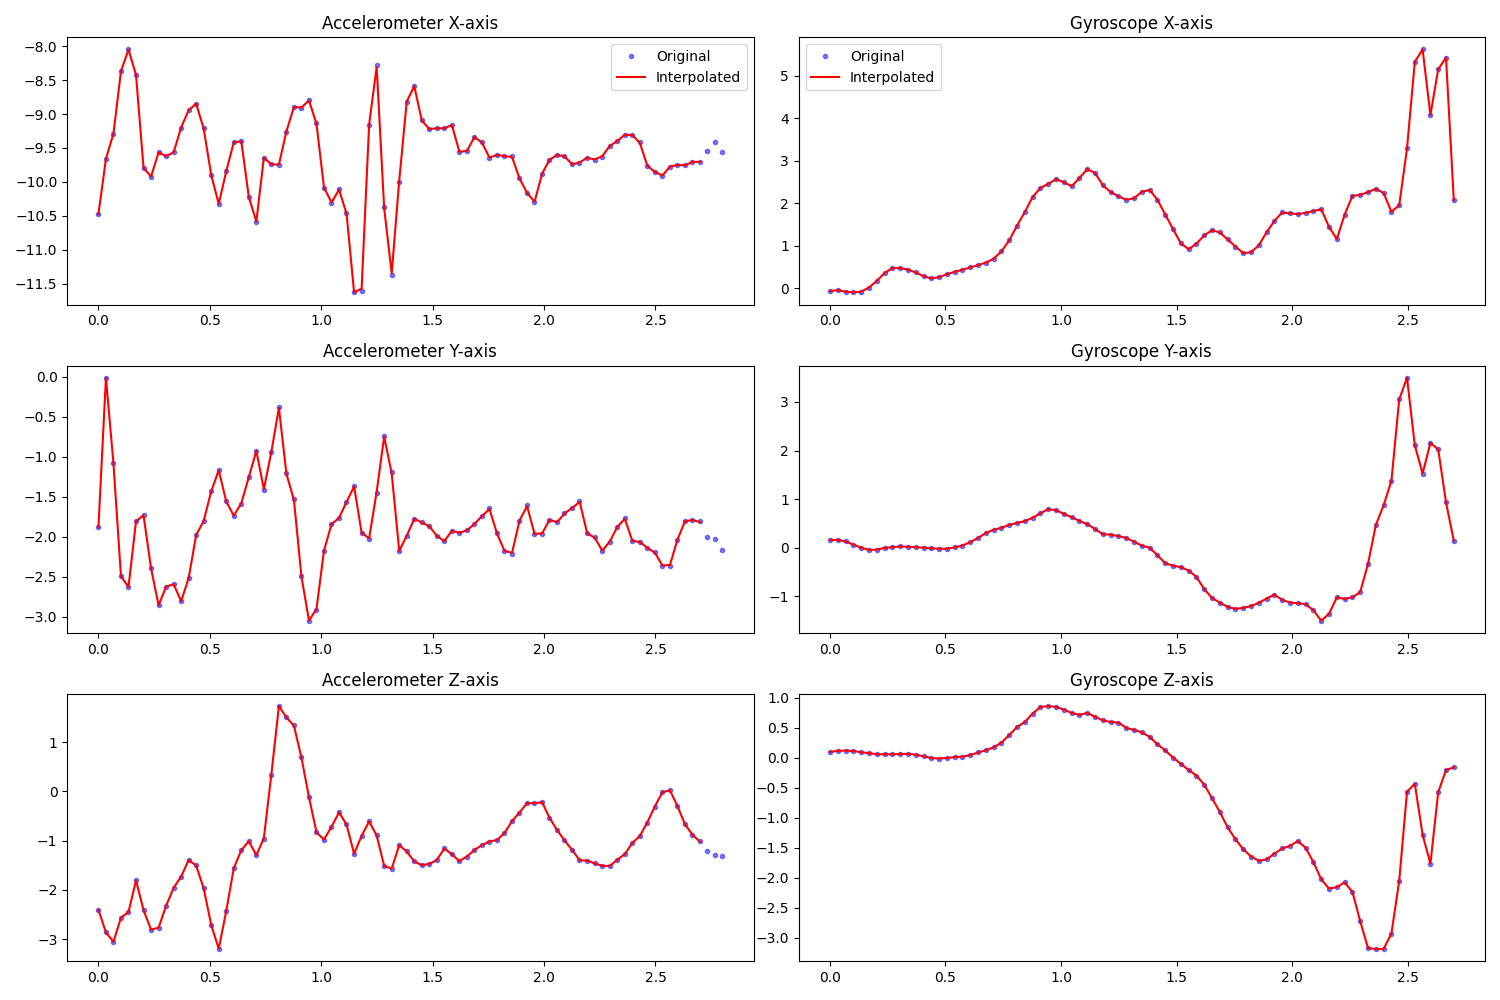 Accelerometer X-axis
−8.0
−8.5
−9.0
−9.5
−10.0
−10.5
−11.0
−11.5
Original
Interpolated
0.0 0.5 1.0 1.5 2.0 2.5
Gyroscope X-axis
5
4
3
2
1
0
Original
Interpolated
0.0 0.5 1.0 1.5 2.0 2.5
Accelerometer Y-axis
0.0
−0.5
−1.0
−1.5
−2.0
−2.5
−3.0
0.0 0.5 1.0 1.5 2.0 2.5
Gyroscope Y-axis
3
2
1
0
−1
0.0 0.5 1.0 1.5 2.0 2.5
Accelerometer Z-axis
1
0
−1
−2
−3
0.0 0.5 1.0 1.5 2.0 2.5
Gyroscope Z-axis
1.0
0.5
0.0
−0.5
−1.0
−1.5
−2.0
−2.5
−3.0
0.0 0.5 1.0 1.5 2.0 2.5